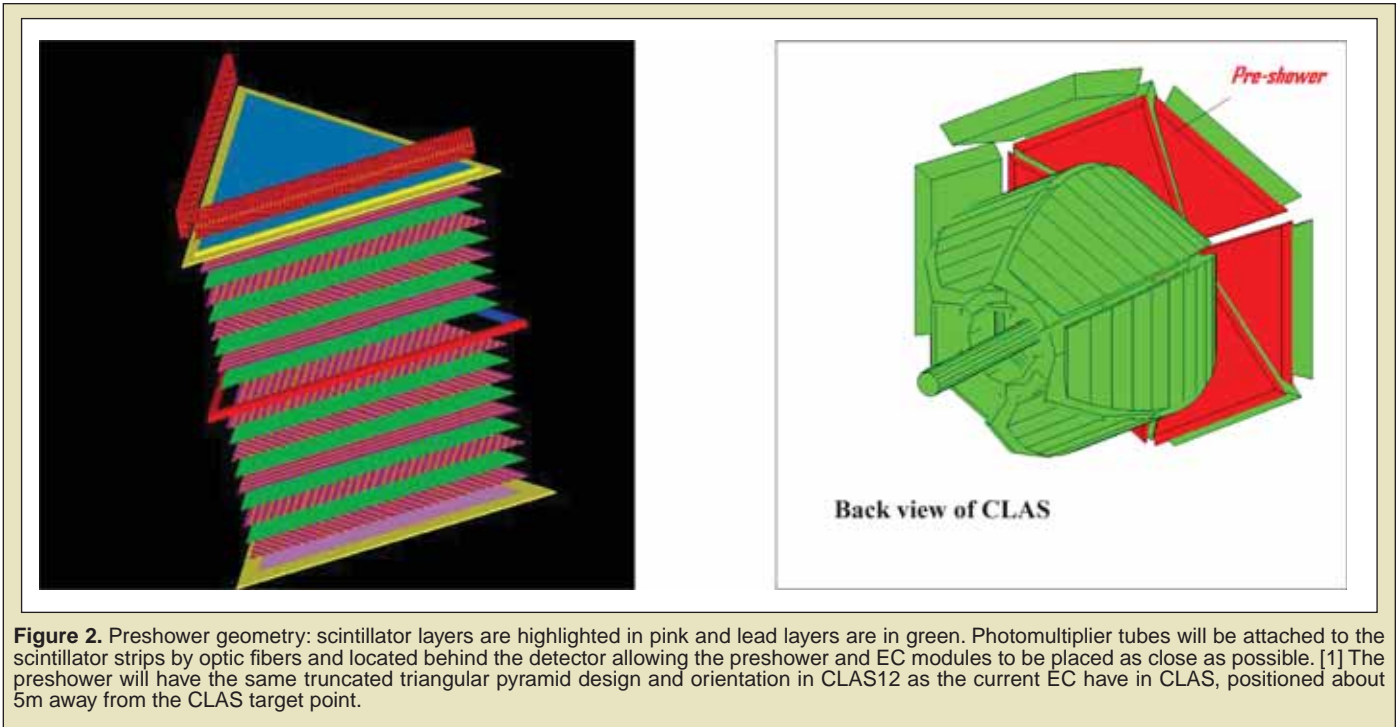 Pre-shower
Back view of CLAS
Figure 2. Preshower geometry: scintillator layers are highlighted in pink and lead layers are in green. Photomultiplier tubes will be attached to the
scintillator strips by optic fibers and located behind the detector allowing the preshower and EC modules to be placed as close as possible. [1] The
preshower will have the same truncated triangular pyramid design and orientation in CLAS12 as the current EC have in CLAS, positioned about
5m away from the CLAS target point.